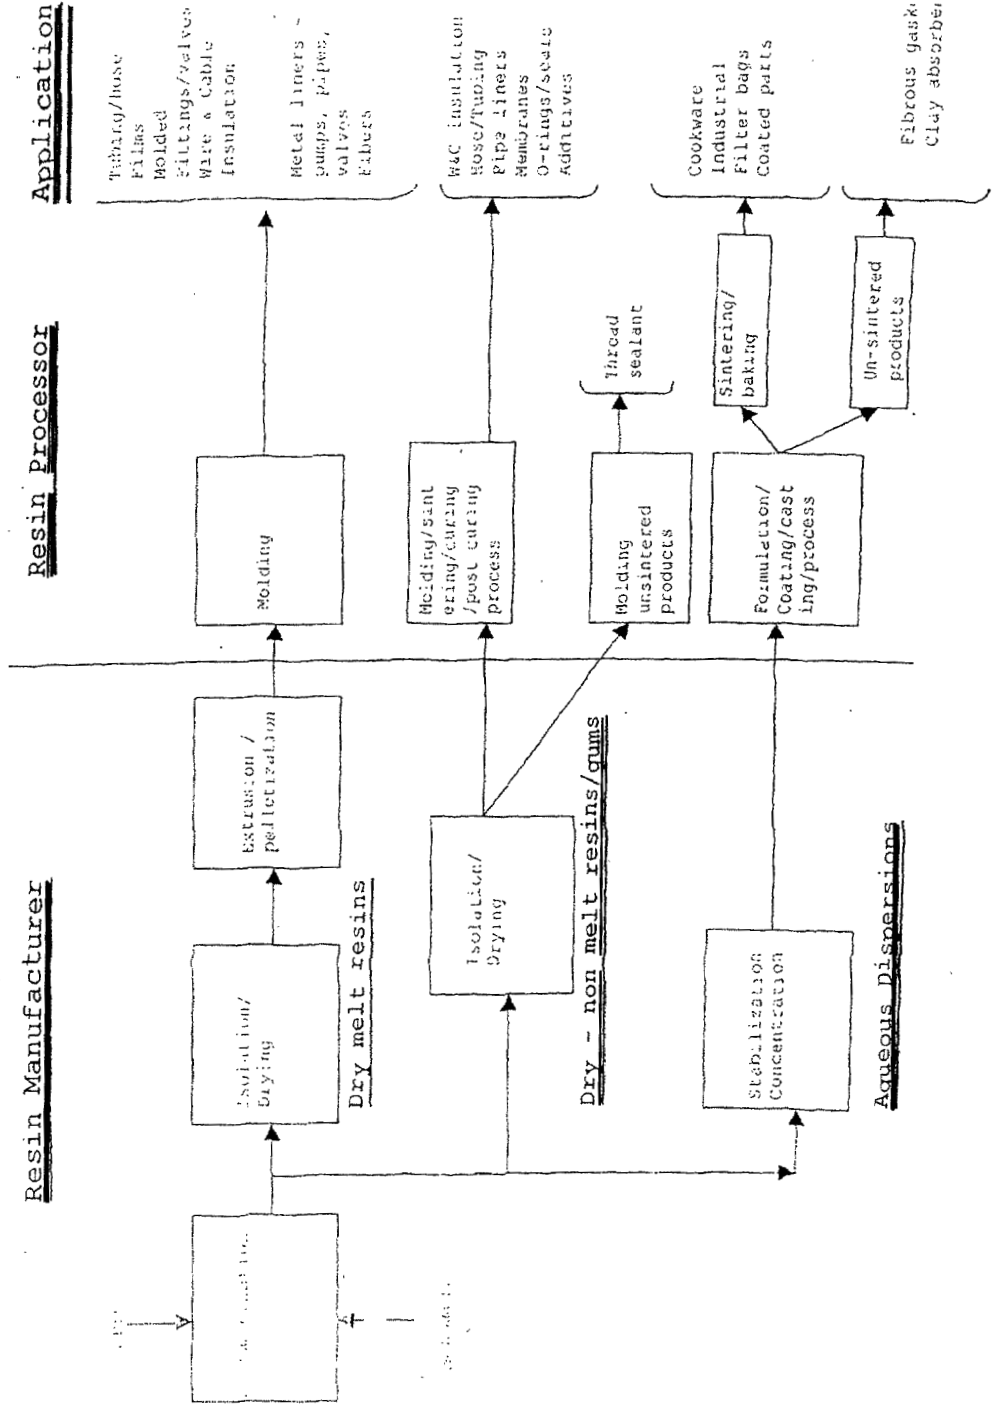 Resin Manufacturer
Resin Processor
Application
Isolation/
Drying
Extrusion /
pelletization
Molding
Tubing/hose
Films
Molded
Fittings/valves
Wire & Cable
Insulation
Metal liners -
pumps, pipes,
valves
Fibers
Dry melt resins
Isolation/
Drying
Molding/sint
ering/curing
/post curing
process
W&C insulation
Hose/Tubing
Pipe liners
Membranes
O-rings/seals
Additives
Molding
unsintered
products
Thread
sealant
Dry - non melt resins/gums
Stabilization
Concentration
Formulation/
Coating/cast
ing/process
Sintering/
baking
Cookware
Industrial
Filter bags
Coated parts
Un-sintered
products
Fibrous gask
Clay absorbe
Aqueous Dispersions